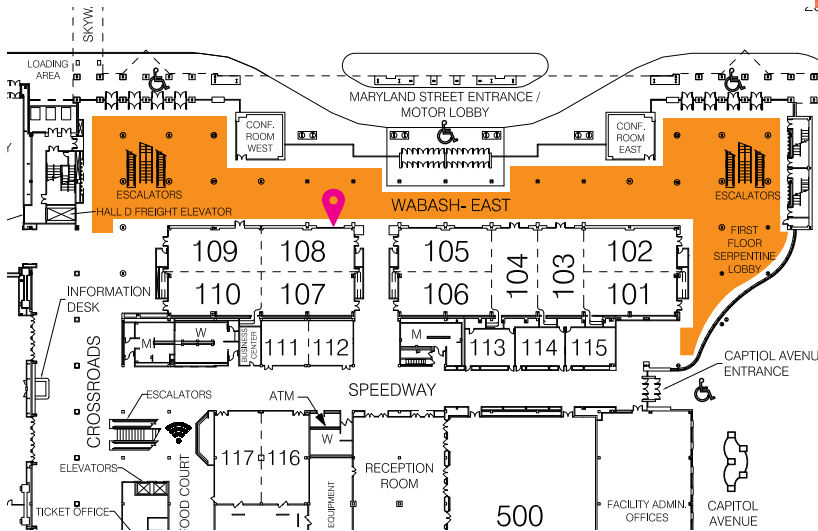 SKYW.
LOADING
AREA
MARYLAND STREET ENTRANCE /
MOTOR LOBBY
CONF.
ROOM
WEST
CONF.
ROOM
EAST
ESCALATORS
ESCALATORS
WABASH- EAST
HALL D FREIGHT ELEVATOR
FIRST
FLOOR
SERPENTINE
LOBBY
109
108
105
104
103
102
110
107
106
101
INFORMATION
DESK
M
W
BUSINESS
CENTER
111
112
M
113
114
115
CAPTIOL AVENU
ENTRANCE
CROSSROADS
SPEEDWAY
ESCALATORS
ATM
W
117
116
RECEPTION
ROOM
ELEVATORS
FOOD COURT
EQUIPMENT
TICKET OFFICE
500
FACILITY ADMIN.
OFFICES
CAPITOL
AVENUE